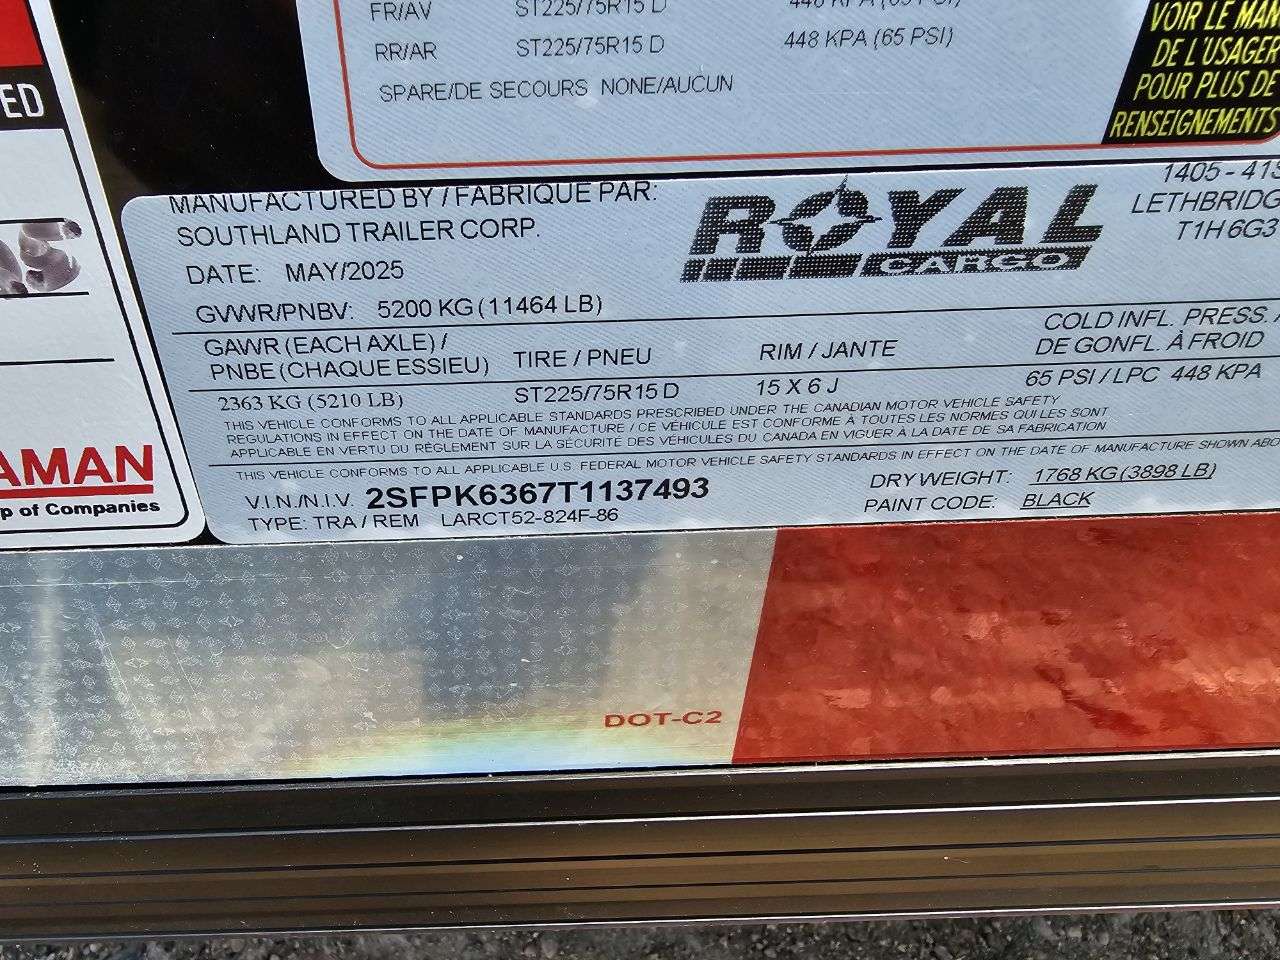 FR/AV ST225/75R15 D 448 KPA (65 PSI)
RR/AR ST225/75R15 D 448 KPA (65 PSI)
SPARE/DE SECOURS NONE/AUCUN
VOIR LE MAN
DE L'USAGER
POUR PLUS DE
RENSEIGNEMENTS
ED
MANUFACTURED BY / FABRIQUE PAR:
SOUTHLAND TRAILER CORP.
ROYAL
CARGO
1405 - 41S
LETHBRIDG
T1H 6G3
DATE: MAY/2025
GVWR/PNBV: 5200 KG (11464 LB)
GAWR (EACH AXLE) /
PNBE (CHAQUE ESSIEU)
TIRE / PNEU
RIM / JANTE
COLD INFL. PRESS.
DE GONFL. À FROID
2363 KG (5210 LB) ST225/75R15 D 15 X 6 J 65 PSI / LPC 448 KPA
THIS VEHICLE CONFORMS TO ALL APPLICABLE STANDARDS PRESCRIBED UNDER THE CANADIAN MOTOR VEHICLE SAFETY
REGULATIONS IN EFFECT ON THE DATE OF MANUFACTURE / CE VÉHICULE EST CONFORME À TOUTES LES NORMES QUI LES SONT
APPLICABLE EN VERTU DU RÈGLEMENT SUR LA SÉCURITÉ DES VÉHICULES DU CANADA EN VIGUER À LA DATE DE SA FABRICATION
THIS VEHICLE CONFORMS TO ALL APPLICABLE U.S. FEDERAL MOTOR VEHICLE SAFETY STANDARDS IN EFFECT ON THE DATE OF MANUFACTURE SHOWN ABO
V.I.N./N.I.V. 2SFPK6367T1137493
DRY WEIGHT: 1768 KG (3898 LB)
TYPE: TRA / REM LARCT52-824F-86
PAINT CODE: BLACK
AMAN
p of Companies
DOT-C2